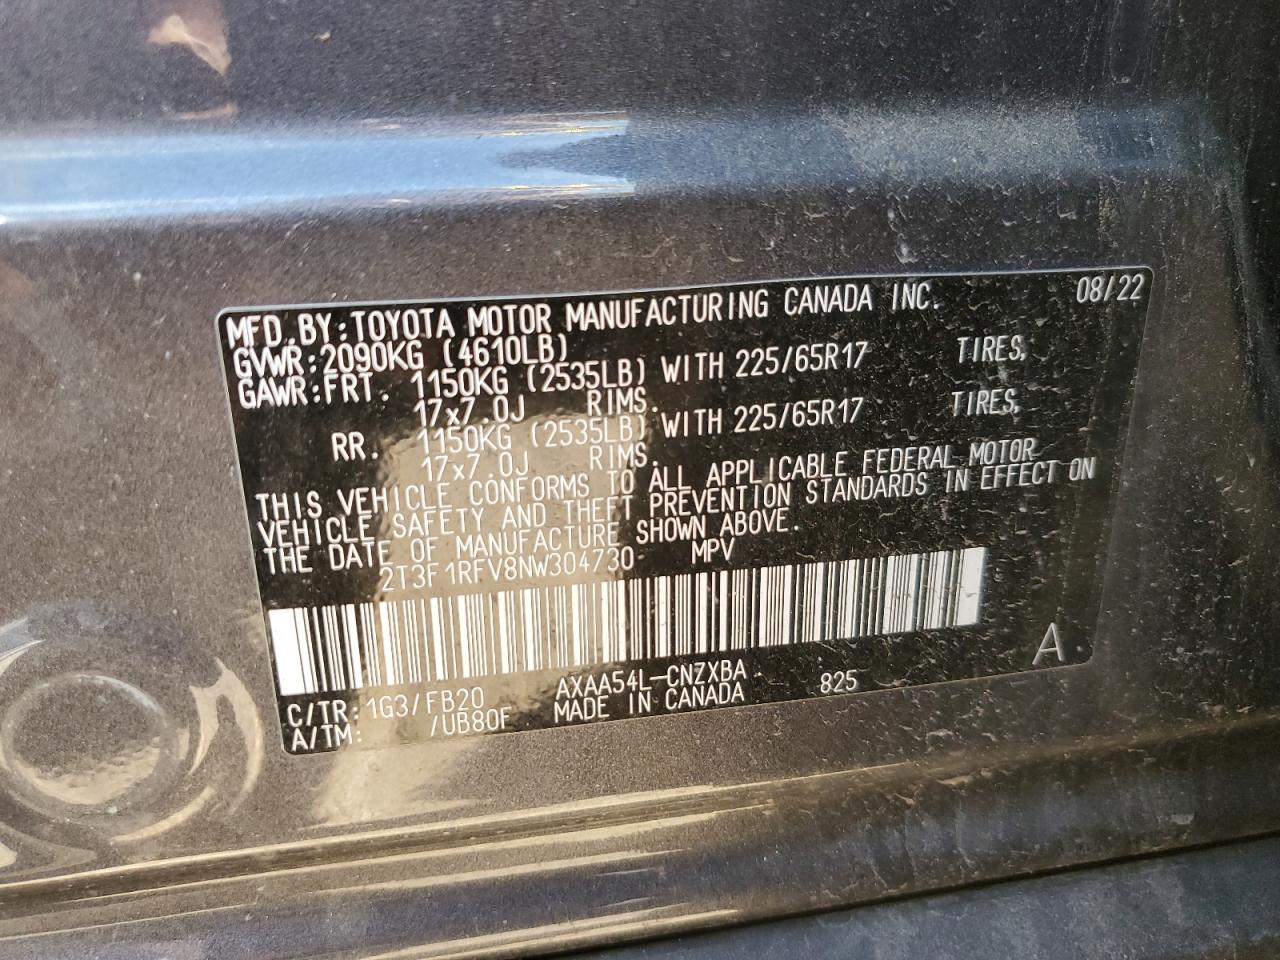 MFD. BY: TOYOTA MOTOR MANUFACTURING CANADA INC. 08/22
GVWR: 2090KG (4610LB)
GAWR: FRT. 1150KG (2535LB) WITH 225/65R17 TIRES,
17x7.0J RIMS.
RR. 1150KG (2535LB) WITH 225/65R17 TIRES,
17x7.0J RIMS.
THIS VEHICLE CONFORMS TO ALL APPLICABLE FEDERAL MOTOR
VEHICLE SAFETY AND THEFT PREVENTION STANDARDS IN EFFECT ON
THE DATE OF MANUFACTURE SHOWN ABOVE.
2T3F1RFV8NW304730 MPV
A.
C/TR: 1G3/FB20 AXAA54L-CNZXBA 825
A/TM: /UB80F MADE IN CANADA